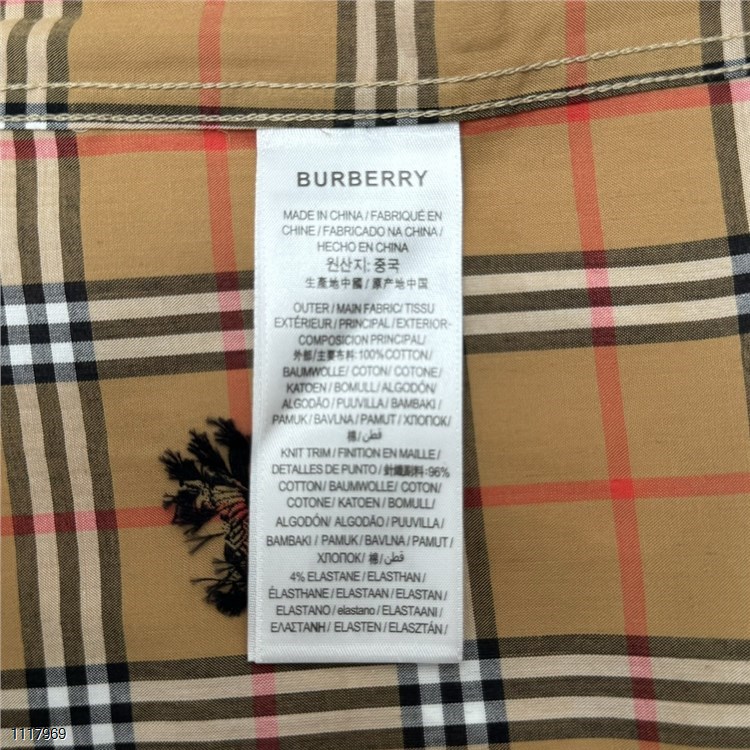 BURBERRY
MADE IN CHINA / FABRIQUÉ EN
CHINE / FABRICADO NA CHINA /
HECHO EN CHINA
원산지: 중국
生產地中國 / 原产地中国
OUTER / MAIN FABRIC/ TISSU
EXTÉRIEUR / PRINCIPAL / EXTERIOR-
COMPOSICION PRINCIPAL/
外部/主要布料: 100% COTTON /
BAUMWOLLE/ COTON / COTONE /
KATOEN / BOMULL/ ALGODÓN/
ALGODÃO / PUUVILLA / BAMBAKI /
PAMUK / BAVLNA / PAMUT / ХЛОПОК/
棉/ قطن
KNIT TRIM / FINITION EN MAILLE /
DETALLES DE PUNTO / 針織副料: 96%
COTTON / BAUMWOLLE/ COTON/
COTONE / KATOEN / BOMULL/
ALGODÓN/ ALGODÃO / PUUVILLA /
BAMBAKI / PAMUK / BAVLNA / PAMUT /
ХЛОПОК / 棉/ قطن /
4% ELASTANE / ELASTHAN /
ÉLASTHANE / ELASTAAN / ELASTAN /
ELASTANO / elastano / ELASTAANI /
ΕΛΑΣΤΑΝΗ / ELASTEN / ELASZTÁN /
1117969